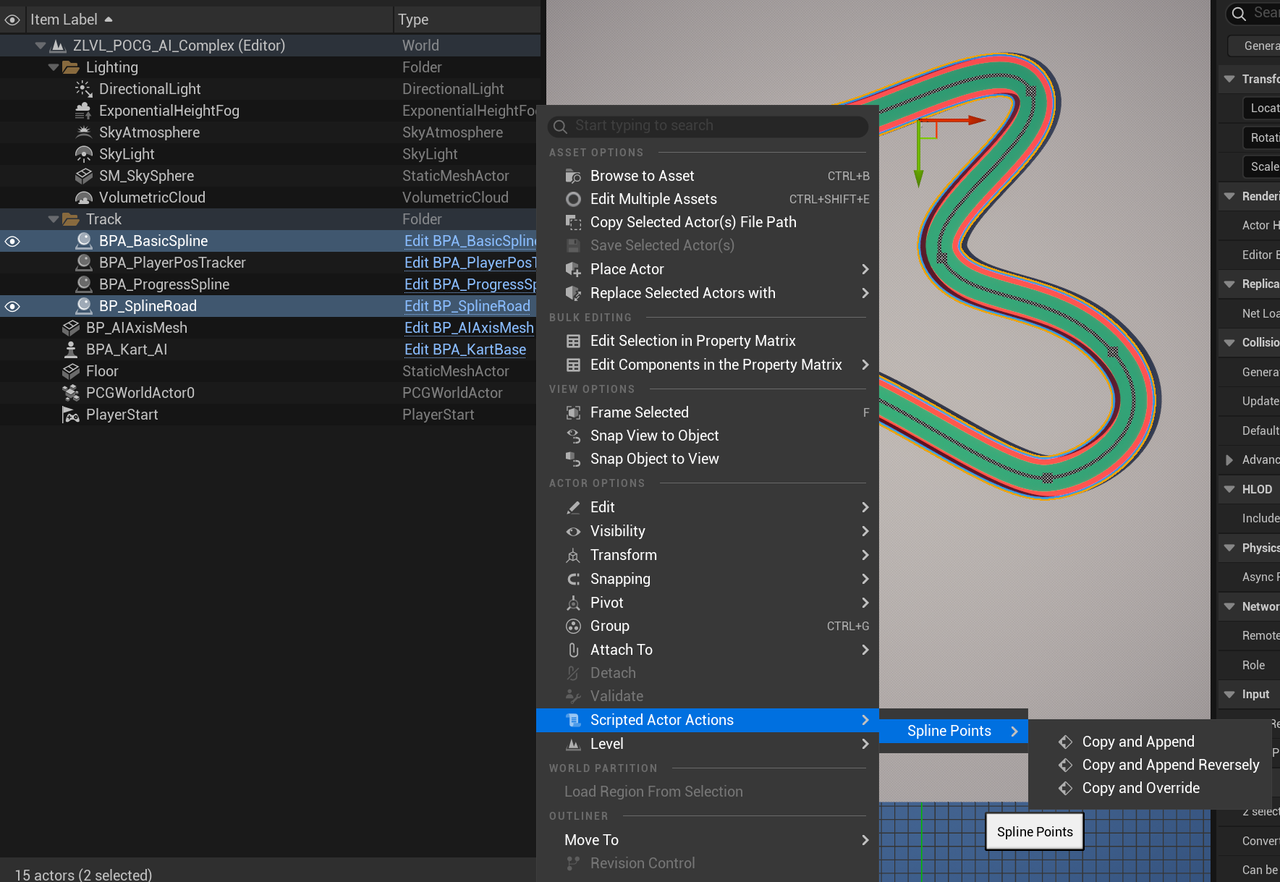 Item Label Type
ZLVL_POCG_AI_Complex (Editor) World
Lighting Folder
DirectionalLight DirectionalLight
ExponentialHeightFog ExponentialHeightFo
SkyAtmosphere SkyAtmosphere
SkyLight SkyLight
SM_SkySphere StaticMeshActor
VolumetricCloud VolumetricCloud
Track Folder
BPA_BasicSpline Edit BPA_BasicSplin
BPA_PlayerPosTracker Edit BPA_PlayerPosT
BPA_ProgressSpline Edit BPA_ProgressSp
BP_SplineRoad Edit BP_SplineRoad
BP_AIAxisMesh Edit BP_AIAxisMesh
BPA_Kart_AI Edit BPA_KartBase
Floor StaticMeshActor
PCGWorldActor0 PCGWorldActor
PlayerStart PlayerStart
15 actors (2 selected)
Start typing to search
ASSET OPTIONS
Browse to Asset CTRL+B
Edit Multiple Assets CTRL+SHIFT+E
Copy Selected Actor(s) File Path
Save Selected Actor(s)
Place Actor
Replace Selected Actors with
BULK EDITING
Edit Selection in Property Matrix
Edit Components in the Property Matrix
VIEW OPTIONS
Frame Selected F
Snap View to Object
Snap Object to View
ACTOR OPTIONS
Edit
Visibility
Transform
Snapping
Pivot
Group CTRL+G
Attach To
Detach
Validate
Scripted Actor Actions
Level
WORLD PARTITION
Load Region From Selection
OUTLINER
Move To
Revision Control
Spline Points
Copy and Append
Copy and Append Reversely
Copy and Override
Spline Points
Sear
Genera
Transfo
Locat
Rotati
Scale
Renderi
Actor H
Editor B
Replica
Net Loa
Collisio
Genera
Update
Default
Advanc
HLOD
Include
Physics
Async P
Networ
Remote
Role
Input
2 select
Conver
Can be